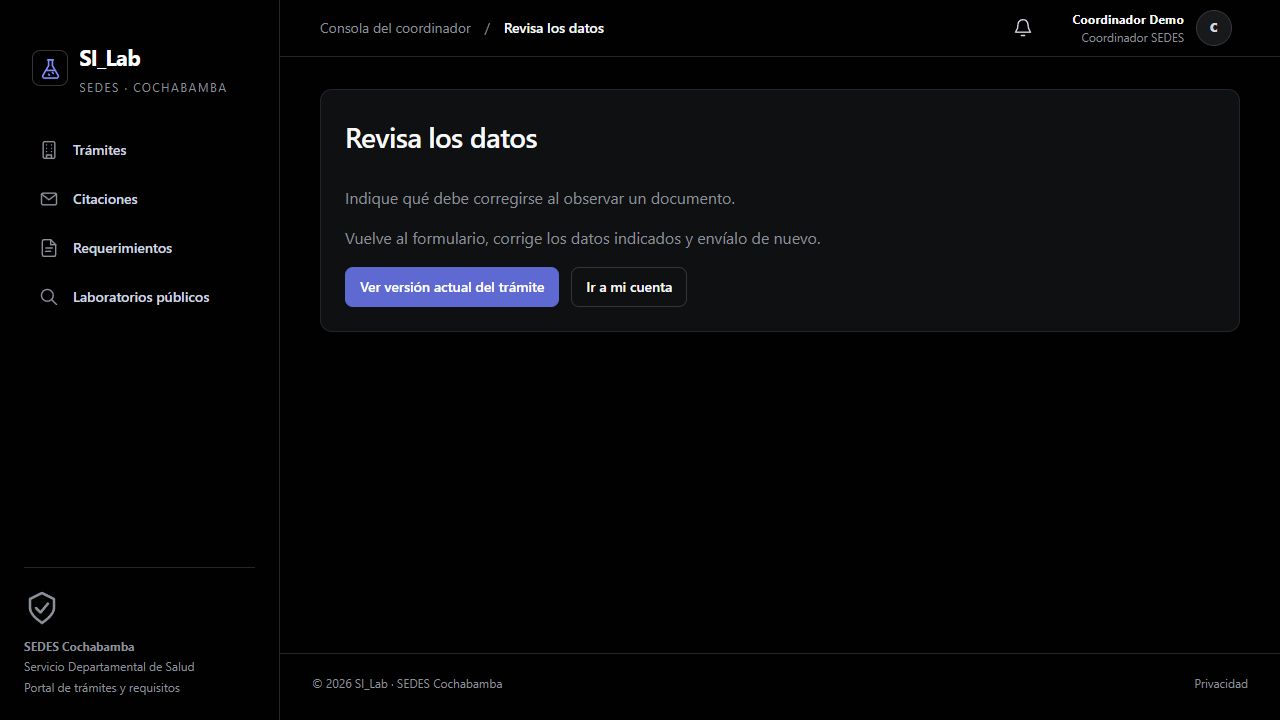 SI_Lab
SEDES · COCHABAMBA
Trámites
Citaciones
Requerimientos
Laboratorios públicos
SEDES Cochabamba
Servicio Departamental de Salud
Portal de trámites y requisitos
Consola del coordinador / Revisa los datos
Coordinador Demo
Coordinador SEDES
C
Revisa los datos
Indique qué debe corregirse al observar un documento.
Vuelve al formulario, corrige los datos indicados y envíalo de nuevo.
Ver versión actual del trámite
Ir a mi cuenta
© 2026 SI_Lab · SEDES Cochabamba
Privacidad